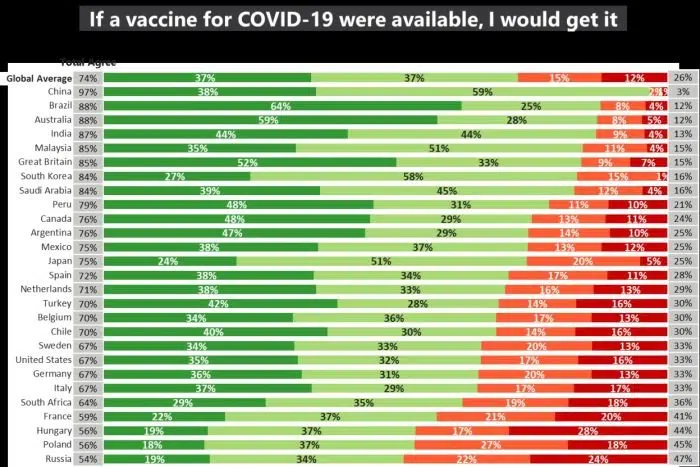 If a vaccine for COVID-19 were available, I would get it
Total Agree
Global Average 74% 37% 37% 15% 12% 26%
China 97% 38% 59% 2% 1% 3%
Brazil 88% 64% 25% 8% 4% 12%
Australia 88% 59% 28% 8% 5% 12%
India 87% 44% 44% 9% 4% 13%
Malaysia 85% 35% 51% 11% 4% 15%
Great Britain 85% 52% 33% 9% 7% 15%
South Korea 84% 27% 58% 15% 1% 16%
Saudi Arabia 84% 39% 45% 12% 4% 16%
Peru 79% 48% 31% 11% 10% 21%
Canada 76% 48% 29% 13% 11% 24%
Argentina 76% 47% 29% 14% 10% 25%
Mexico 75% 38% 37% 13% 12% 25%
Japan 75% 24% 51% 20% 5% 25%
Spain 72% 38% 34% 17% 11% 28%
Netherlands 71% 38% 33% 16% 13% 29%
Turkey 70% 42% 28% 14% 16% 30%
Belgium 70% 34% 36% 17% 13% 30%
Chile 70% 40% 30% 14% 16% 30%
Sweden 67% 34% 33% 20% 13% 33%
United States 67% 35% 32% 17% 16% 33%
Germany 67% 36% 31% 20% 13% 33%
Italy 67% 37% 29% 17% 17% 33%
South Africa 64% 29% 35% 19% 18% 36%
France 59% 22% 37% 21% 20% 41%
Hungary 56% 19% 37% 17% 28% 44%
Poland 56% 18% 37% 27% 18% 45%
Russia 54% 19% 34% 22% 24% 47%